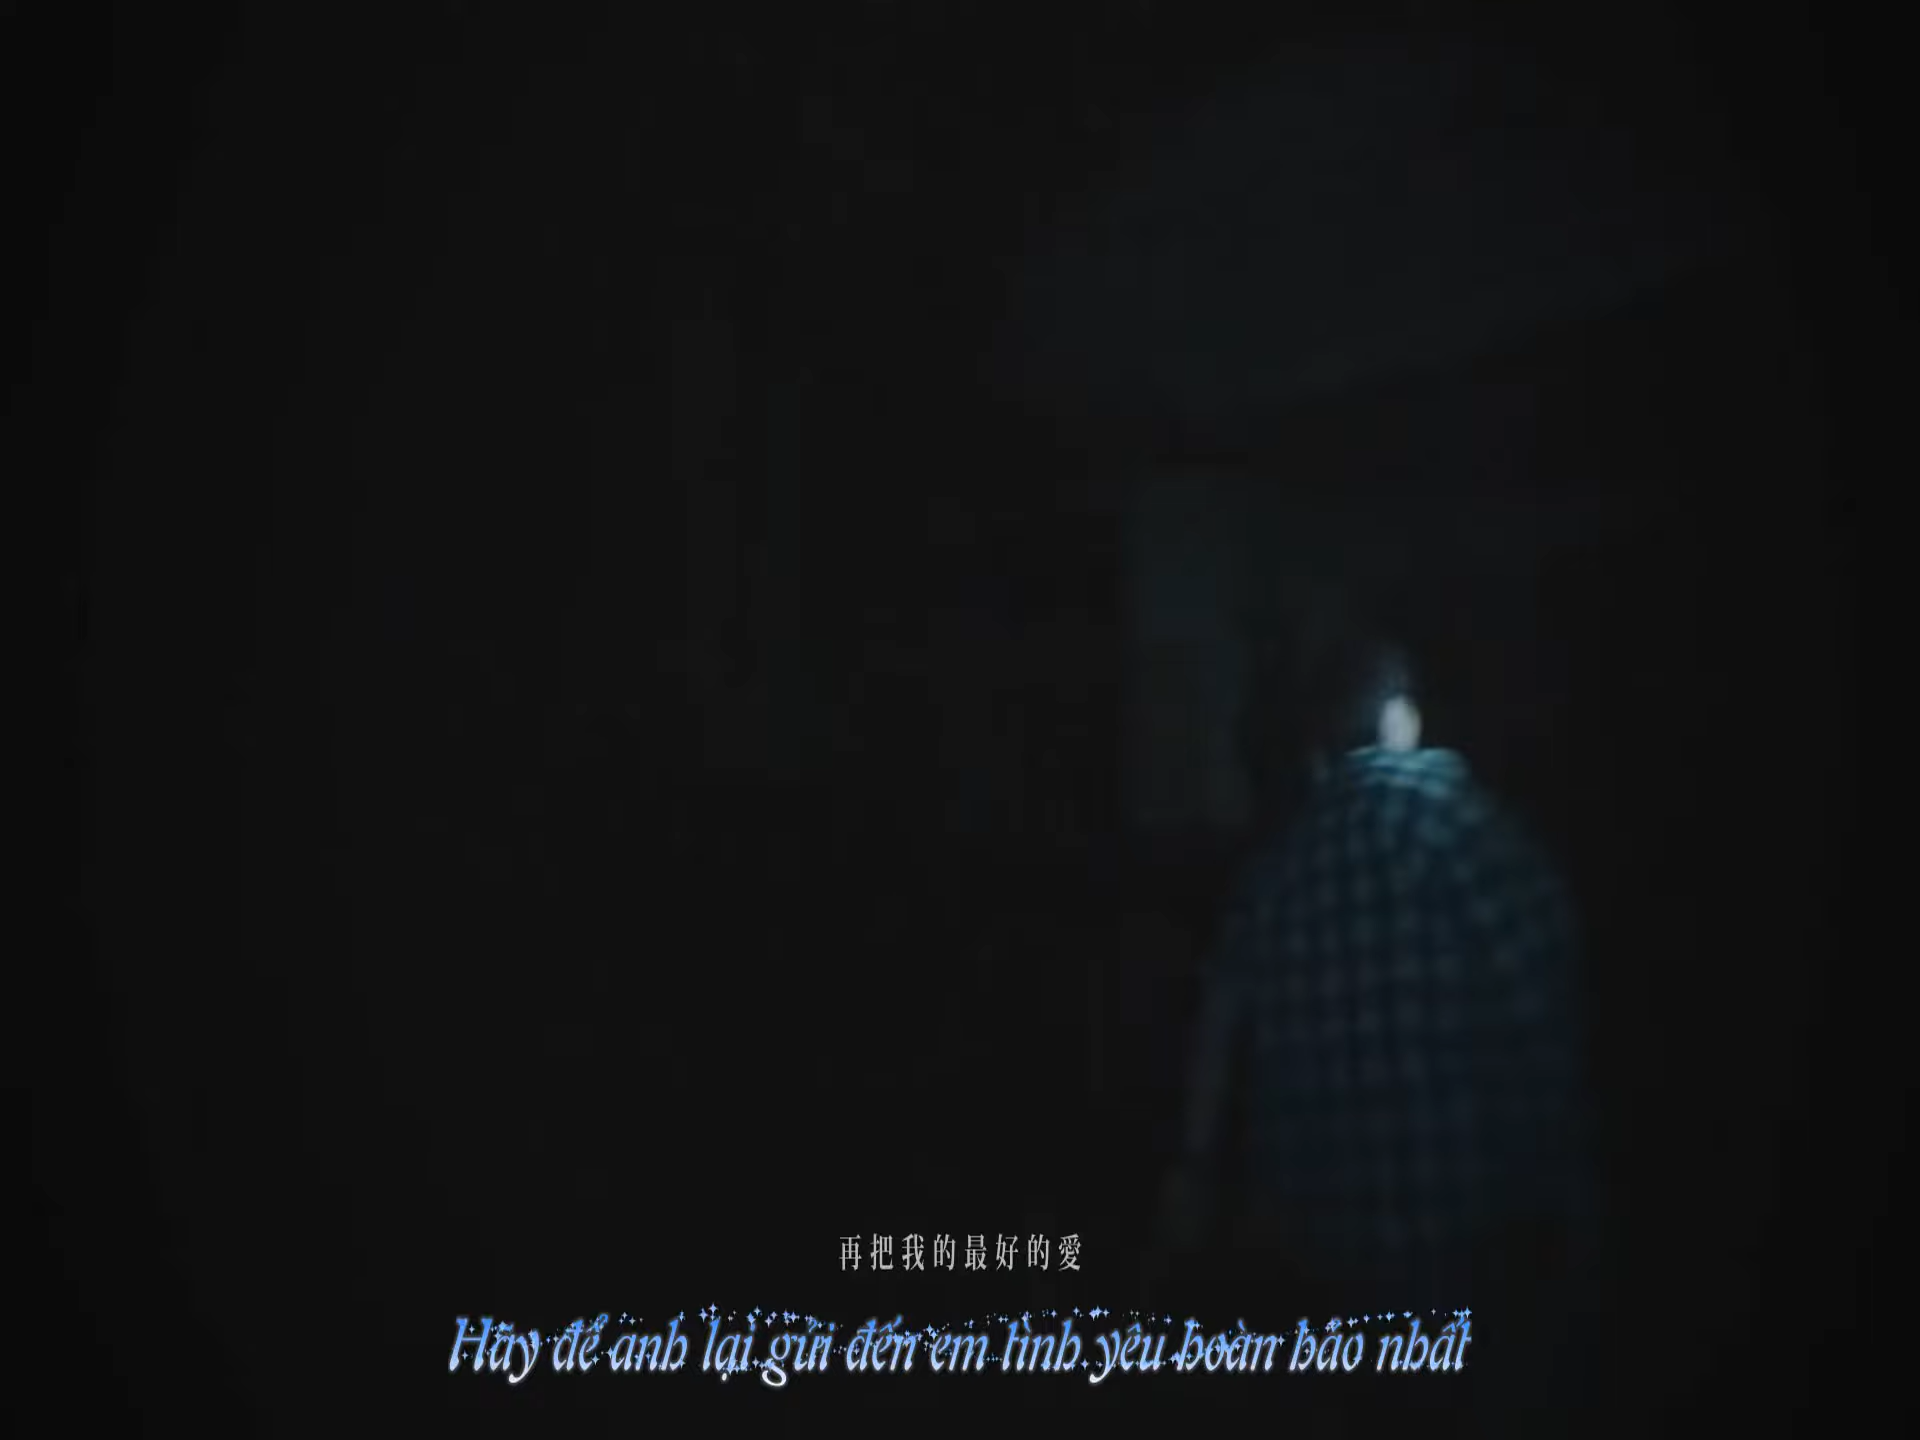 再把我的最好的愛
Hãy để anh lại gửi đến em tình yêu hoàn hảo nhất